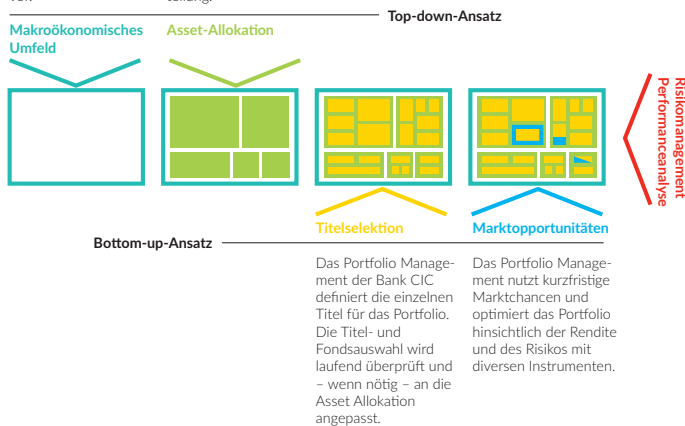 Top-down-Ansatz
Makroökonomisches
Umfeld
Asset-Allokation
Risikomanagement
Performanceanalyse
Titelselektion
Marktopportunitäten
Bottom-up-Ansatz
Das Portfolio Manage-
ment der Bank CIC
definiert die einzelnen
Titel für das Portfolio.
Die Titel- und
Fondsauswahl wird
laufend überprüft und
– wenn nötig – an die
Asset Allokation
angepasst.
Das Portfolio Manage-
ment nutzt kurzfristige
Marktchancen und
optimiert das Portfolio
hinsichtlich der Rendite
und des Risikos mit
diversen Instrumenten.